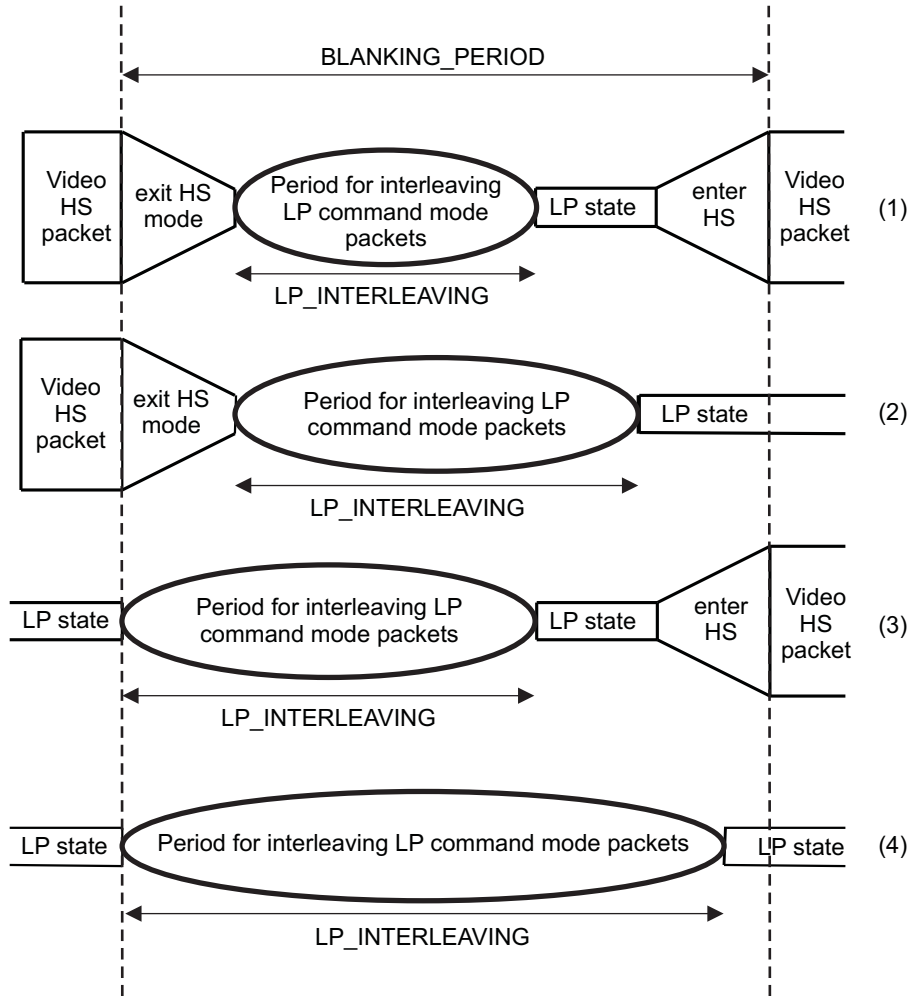 BLANKING_PERIOD
Video
HS
packet
exit HS
mode
Period for interleaving
LP command mode
packets
LP state
enter
HS
Video
HS
packet
(1)
LP_INTERLEAVING
Video
HS
packet
exit HS
mode
Period for interleaving LP
command mode packets
LP state
(2)
LP_INTERLEAVING
LP state
Period for interleaving LP
command mode packets
LP state
enter
HS
Video
HS
packet
(3)
LP_INTERLEAVING
LP state
Period for interleaving LP command mode packets
LP state
(4)
LP_INTERLEAVING